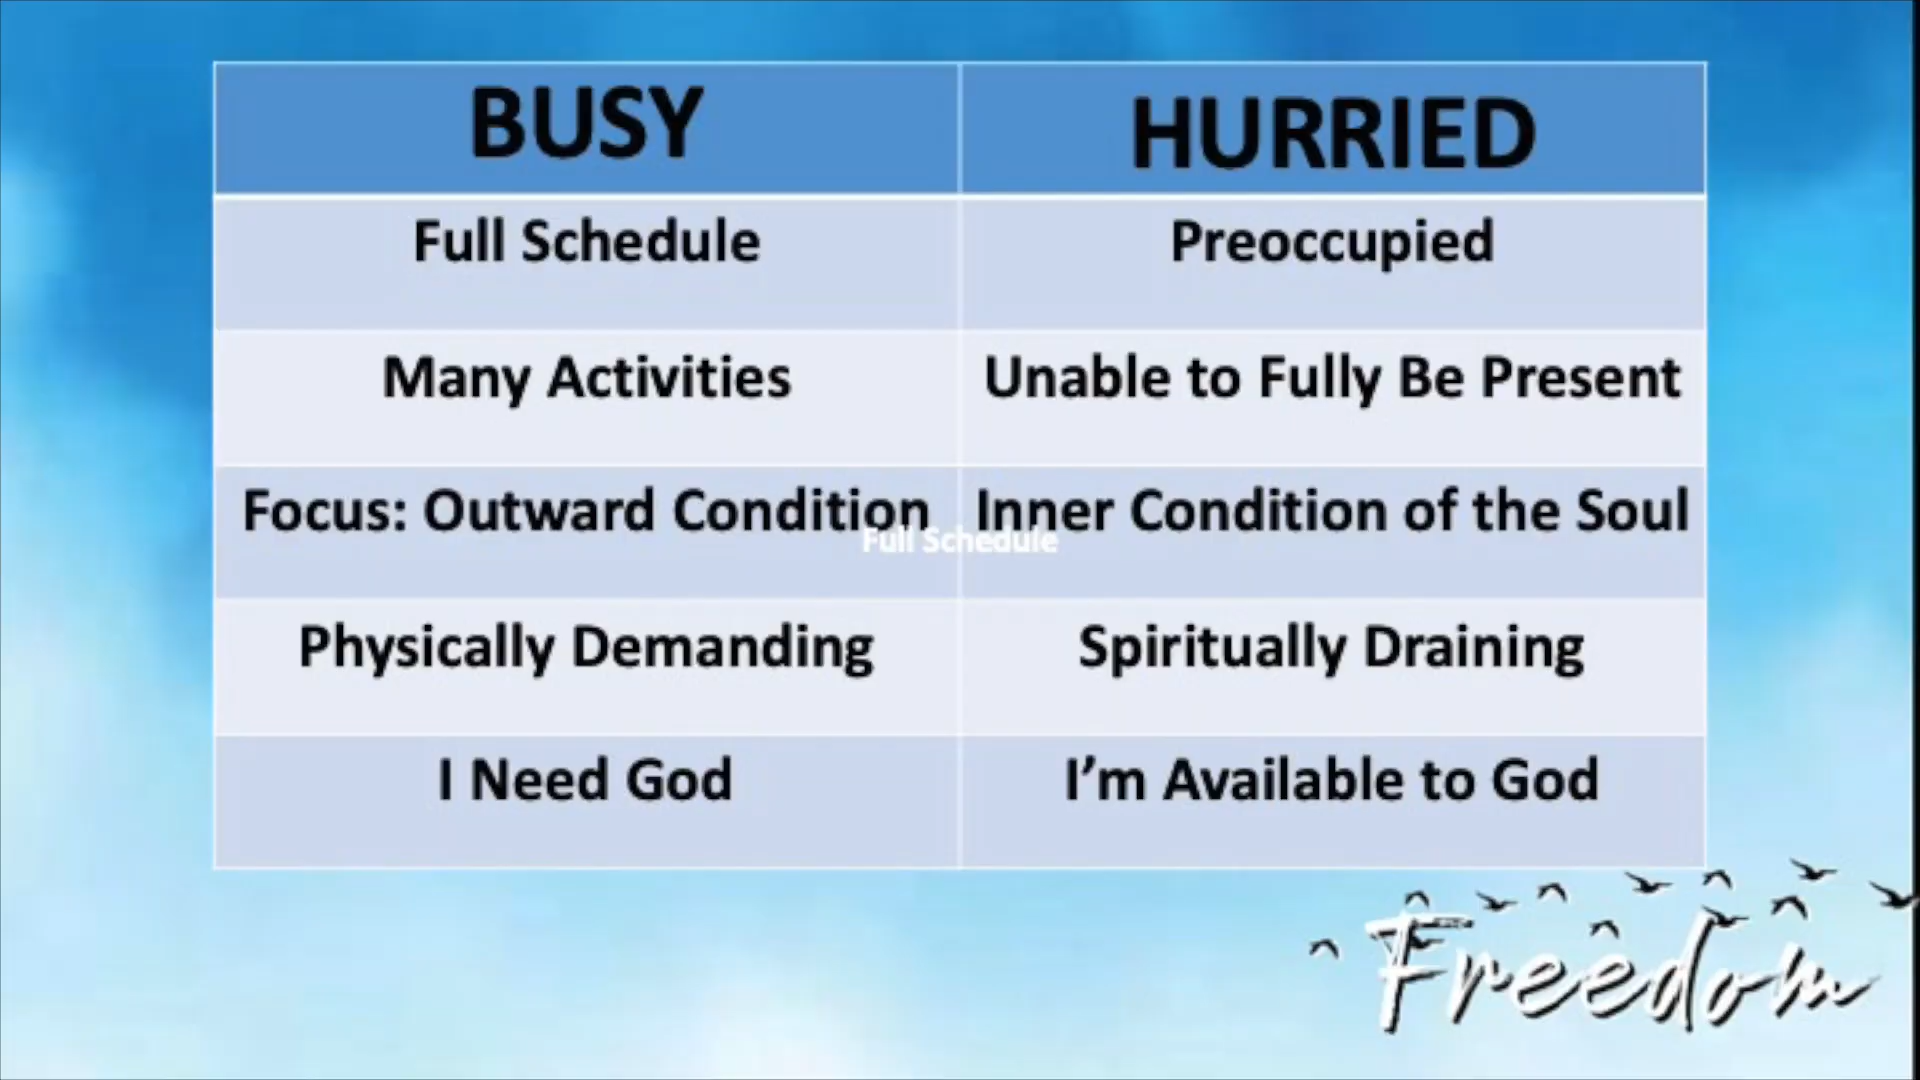 BUSY HURRIED
Full Schedule Preoccupied
Many Activities Unable to Fully Be Present
Focus: Outward Condition Inner Condition of the Soul
Full Schedule
Physically Demanding Spiritually Draining
I Need God I’m Available to God
Freedom